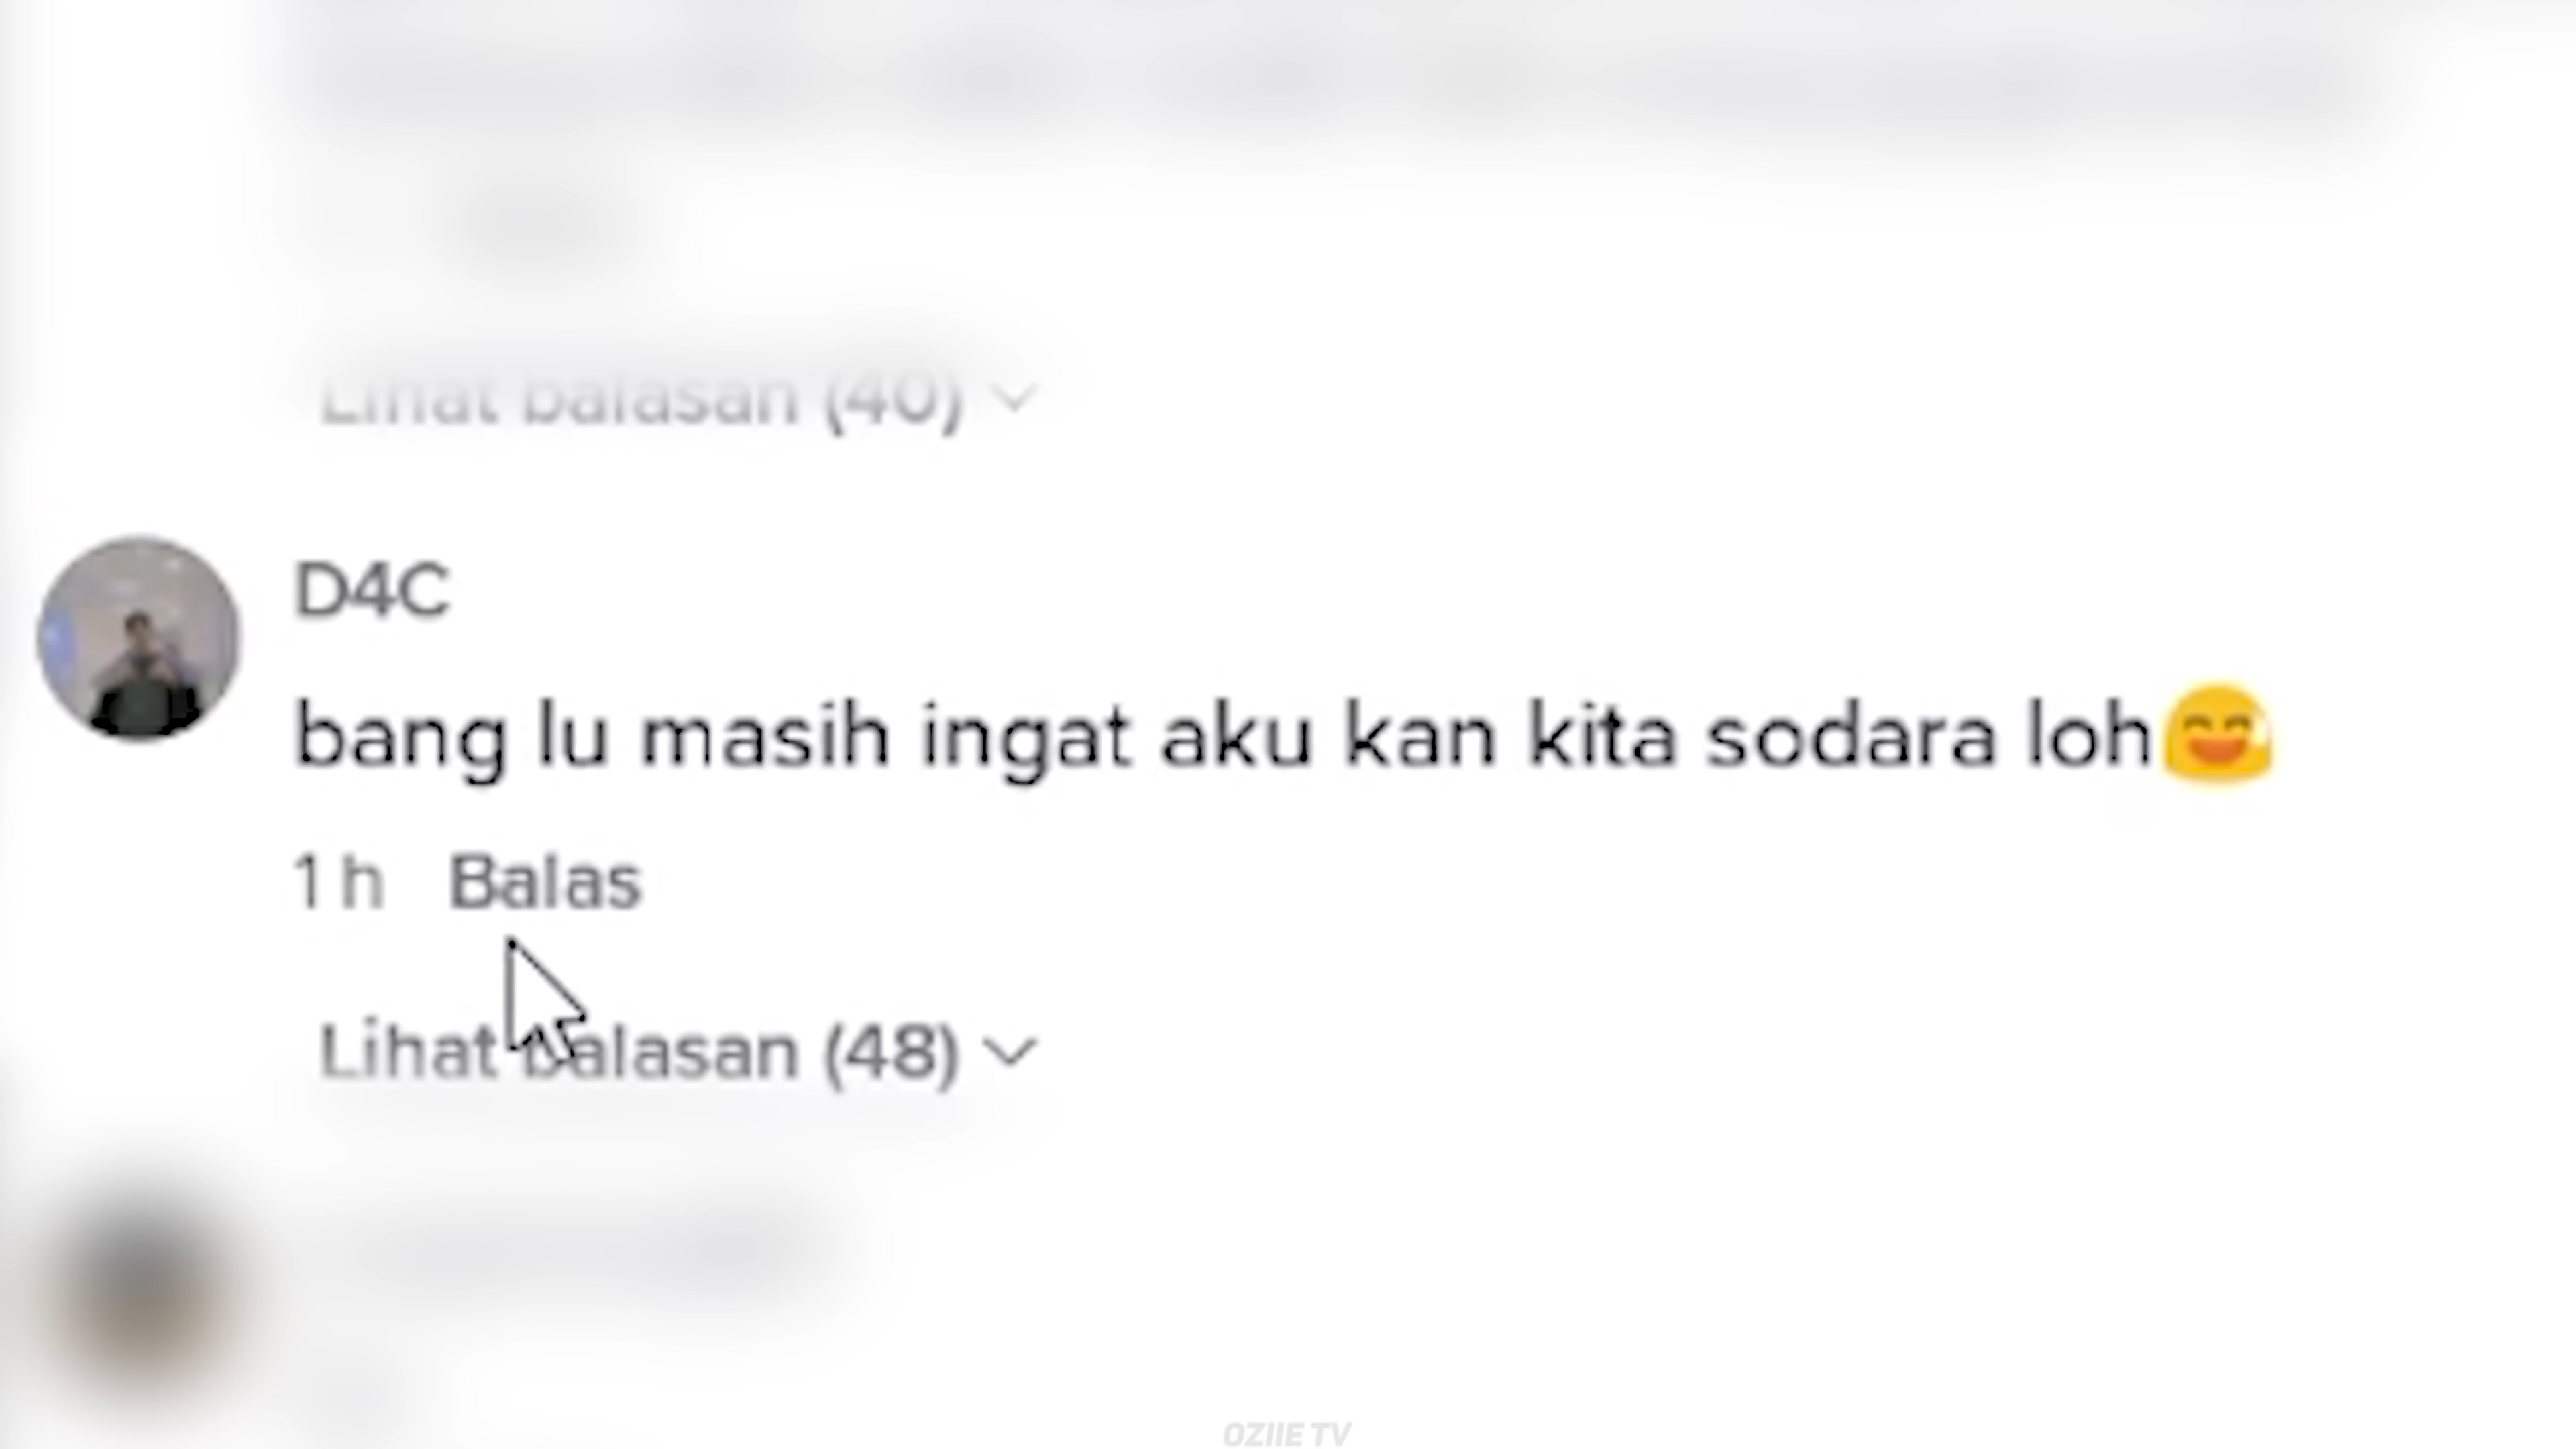 Lihat balasan (40)
D4C
bang lu masih ingat aku kan kita sodara loh😅
1 h Balas
Lihat balasan (48)
OZIIE TV